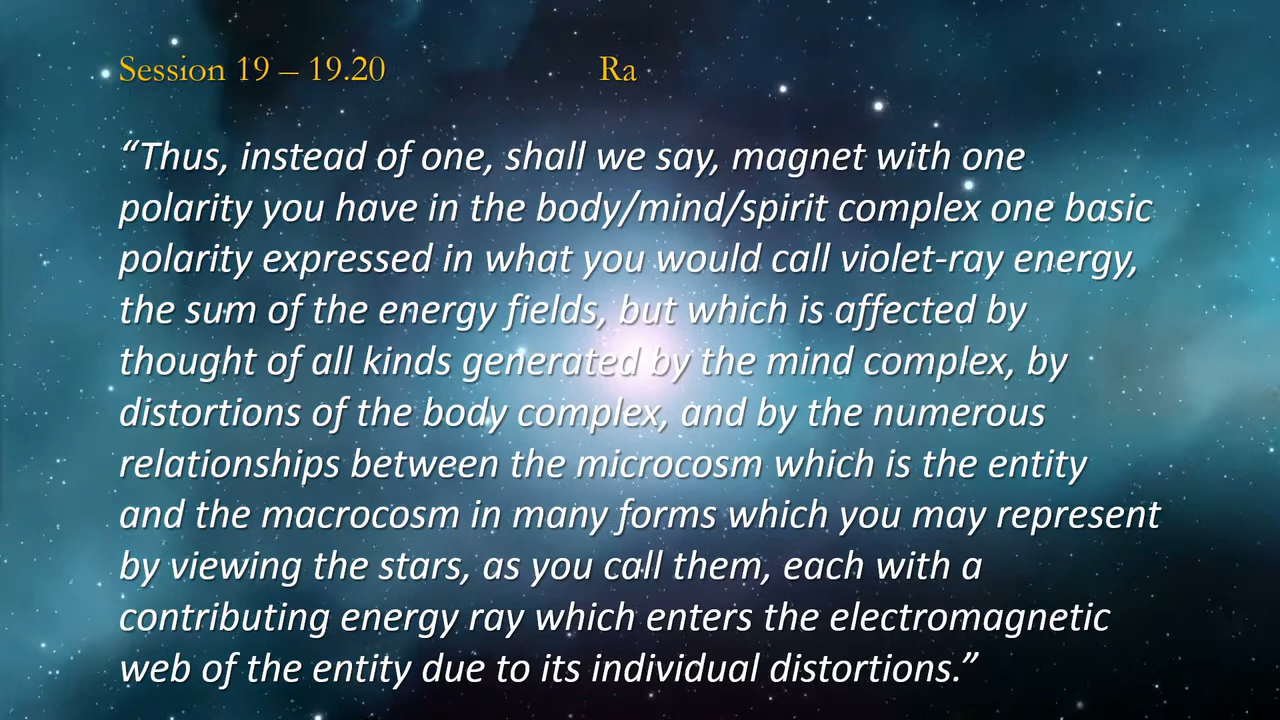 Session 19 – 19.20 Ra
“Thus, instead of one, shall we say, magnet with one
polarity you have in the body/mind/spirit complex one basic
polarity expressed in what you would call violet-ray energy,
the sum of the energy fields, but which is affected by
thought of all kinds generated by the mind complex, by
distortions of the body complex, and by the numerous
relationships between the microcosm which is the entity
and the macrocosm in many forms which you may represent
by viewing the stars, as you call them, each with a
contributing energy ray which enters the electromagnetic
web of the entity due to its individual distortions.”